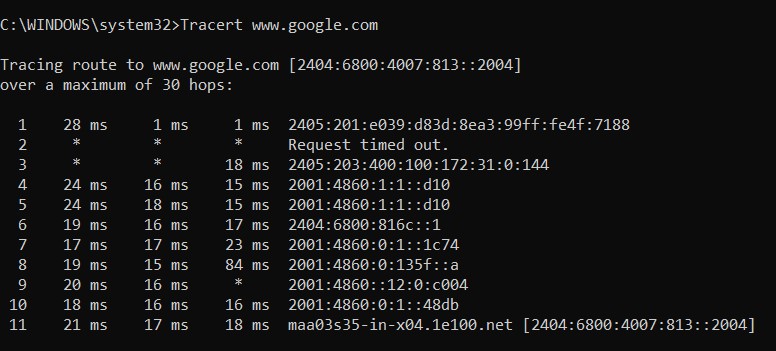 C:\WINDOWS\system32>Tracert www.google.com
Tracing route to www.google.com [2404:6800:4007:813::2004]
over a maximum of 30 hops:
1 28 ms 1 ms 1 ms 2405:201:e039:d83d:8ea3:99ff:fe4f:7188
2 * * * Request timed out.
3 * * 18 ms 2405:203:400:100:172:31:0:144
4 24 ms 16 ms 15 ms 2001:4860:1:1::d10
5 24 ms 18 ms 15 ms 2001:4860:1:1::d10
6 19 ms 16 ms 17 ms 2404:6800:816c::1
7 17 ms 17 ms 23 ms 2001:4860:0:1::1c74
8 19 ms 15 ms 84 ms 2001:4860:0:135f::a
9 20 ms 16 ms * 2001:4860::12:0:c004
10 18 ms 16 ms 16 ms 2001:4860:0:1::48db
11 21 ms 17 ms 18 ms maa03s35-in-x04.1e100.net [2404:6800:4007:813::2004]